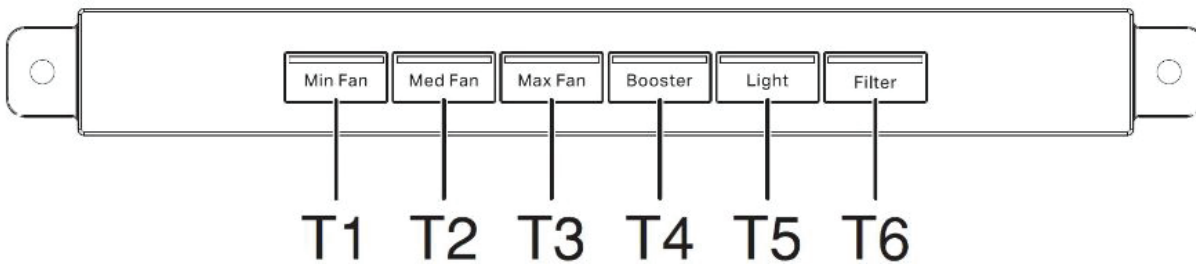 Min Fan Med Fan Max Fan Booster Light Filter
T1 T2 T3 T4 T5 T6